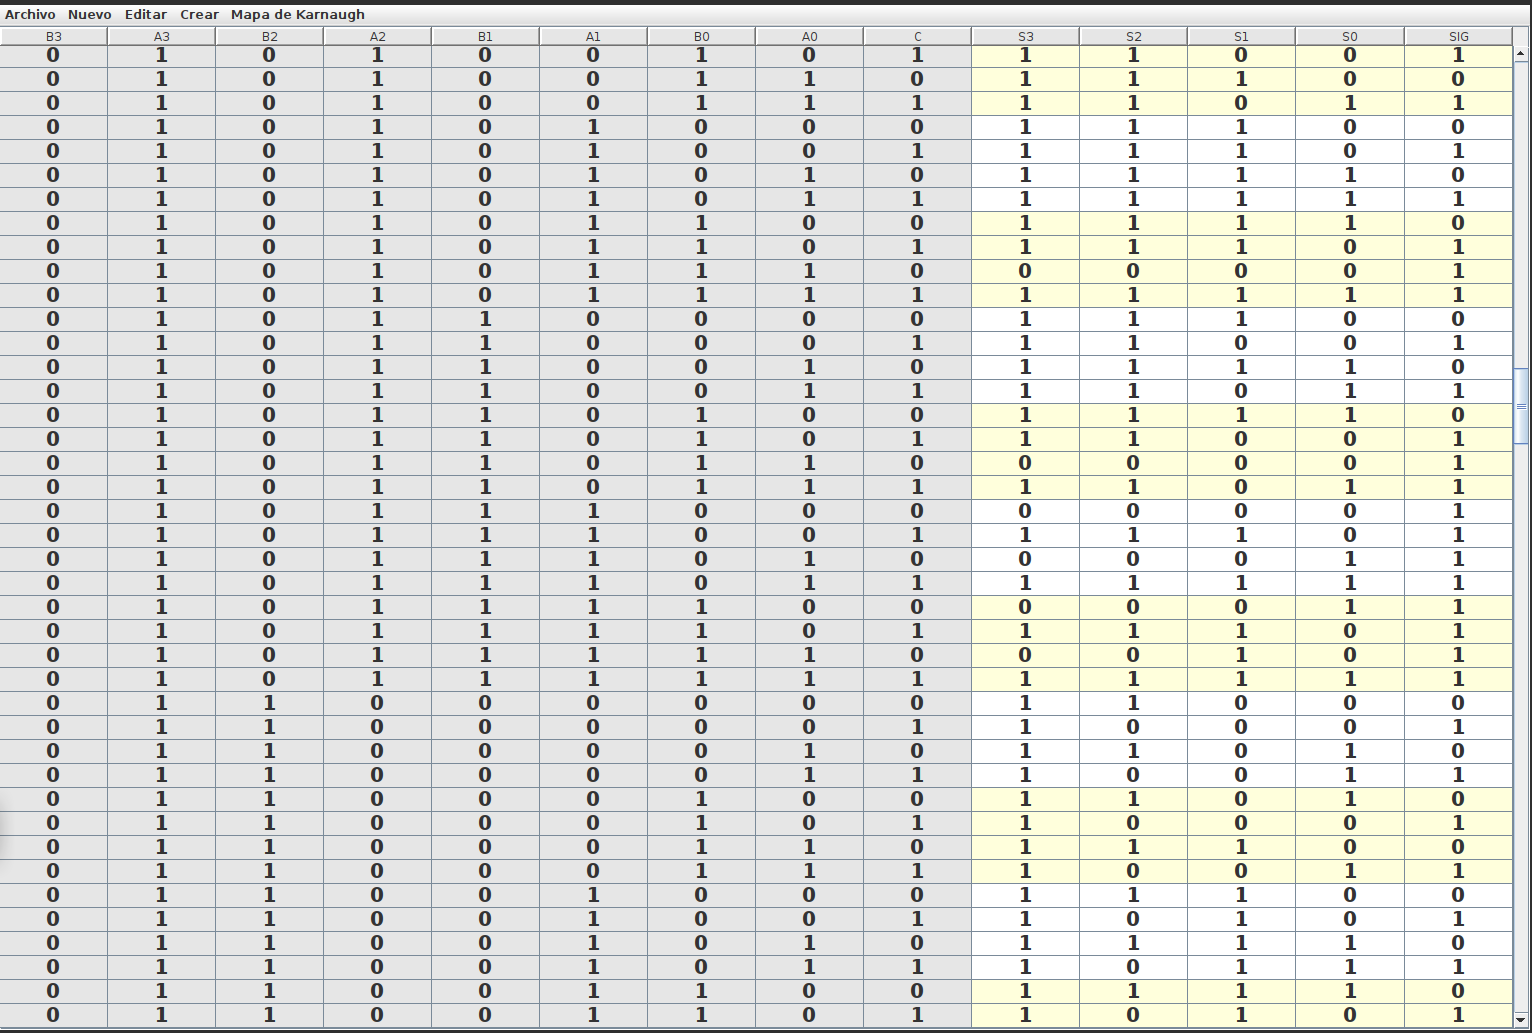 Archivo Nuevo Editar Crear Mapa de Karnaugh
B3 A3 B2 A2 B1 A1 B0 A0 C S3 S2 S1 S0 SIG
0 1 0 1 0 0 1 0 1 1 1 0 0 1
0 1 0 1 0 0 1 1 0 1 1 1 0 0
0 1 0 1 0 0 1 1 1 1 1 0 1 1
0 1 0 1 0 1 0 0 0 1 1 1 0 0
0 1 0 1 0 1 0 0 1 1 1 1 0 1
0 1 0 1 0 1 0 1 0 1 1 1 1 0
0 1 0 1 0 1 0 1 1 1 1 1 1 1
0 1 0 1 0 1 1 0 0 1 1 1 1 0
0 1 0 1 0 1 1 0 1 1 1 1 0 1
0 1 0 1 0 1 1 1 0 0 0 0 0 1
0 1 0 1 0 1 1 1 1 1 1 1 1 1
0 1 0 1 1 0 0 0 0 1 1 1 0 0
0 1 0 1 1 0 0 0 1 1 1 0 0 1
0 1 0 1 1 0 0 1 0 1 1 1 1 0
0 1 0 1 1 0 0 1 1 1 1 0 1 1
0 1 0 1 1 0 1 0 0 1 1 1 1 0
0 1 0 1 1 0 1 0 1 1 1 0 0 1
0 1 0 1 1 0 1 1 0 0 0 0 0 1
0 1 0 1 1 0 1 1 1 1 1 0 1 1
0 1 0 1 1 1 0 0 0 0 0 0 0 1
0 1 0 1 1 1 0 0 1 1 1 1 0 1
0 1 0 1 1 1 0 1 0 0 0 0 1 1
0 1 0 1 1 1 0 1 1 1 1 1 1 1
0 1 0 1 1 1 1 0 0 0 0 0 1 1
0 1 0 1 1 1 1 0 1 1 1 1 0 1
0 1 0 1 1 1 1 1 0 0 0 1 0 1
0 1 0 1 1 1 1 1 1 1 1 1 1 1
0 1 1 0 0 0 0 0 0 1 1 0 0 0
0 1 1 0 0 0 0 0 1 1 0 0 0 1
0 1 1 0 0 0 0 1 0 1 1 0 1 0
0 1 1 0 0 0 0 1 1 1 0 0 1 1
0 1 1 0 0 0 1 0 0 1 1 0 1 0
0 1 1 0 0 0 1 0 1 1 0 0 0 1
0 1 1 0 0 0 1 1 0 1 1 1 0 0
0 1 1 0 0 0 1 1 1 1 0 0 1 1
0 1 1 0 0 1 0 0 0 1 1 1 0 0
0 1 1 0 0 1 0 0 1 1 0 1 0 1
0 1 1 0 0 1 0 1 0 1 1 1 1 0
0 1 1 0 0 1 0 1 1 1 0 1 1 1
0 1 1 0 0 1 1 0 0 1 1 1 1 0
0 1 1 0 0 1 1 0 1 1 0 1 0 1